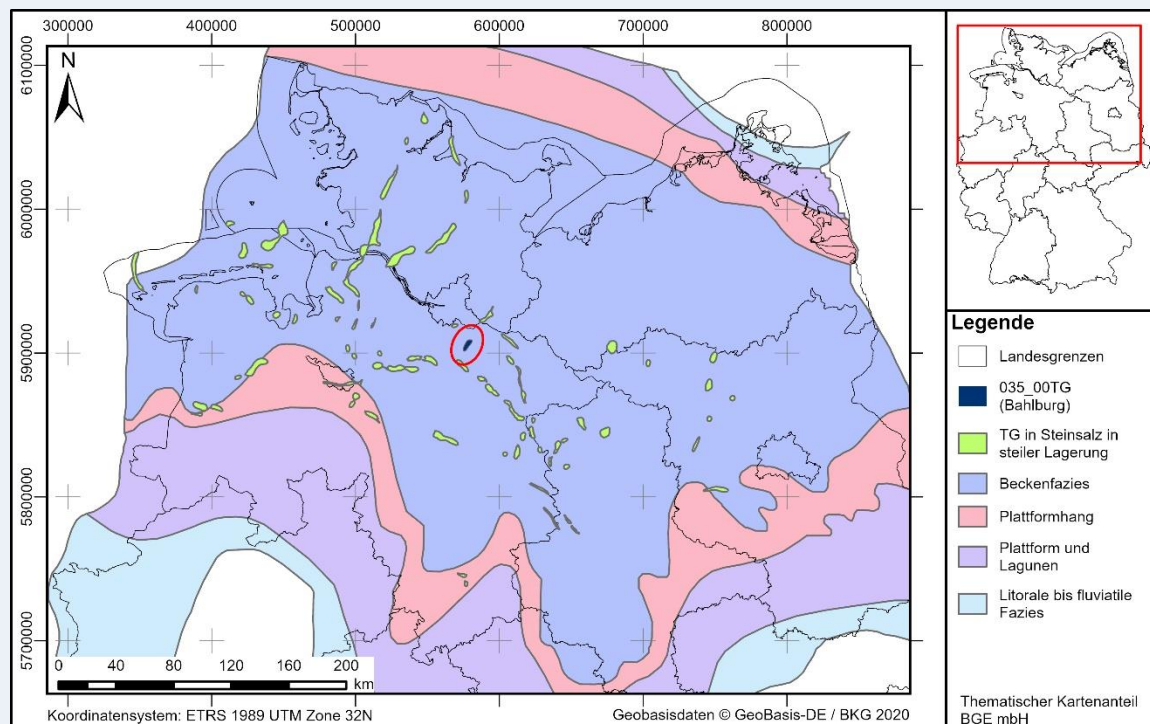 300000
400000
500000
600000
700000
800000
6100000
6000000
5900000
5800000
5700000
N
0
40
80
120
160
200
km
Koordinatensystem: ETRS 1989 UTM Zone 32N
Geobasisdaten © GeoBasis-DE / BKG 2020
Legende
Landesgrenzen
035_00TG
(Bahlburg)
TG in Steinsalz in
steiler Lagerung
Beckenfazies
Plattformhang
Plattform und
Lagunen
Litorale bis fluviatile
Fazies
Thematischer Kartenanteil
BGE mbH